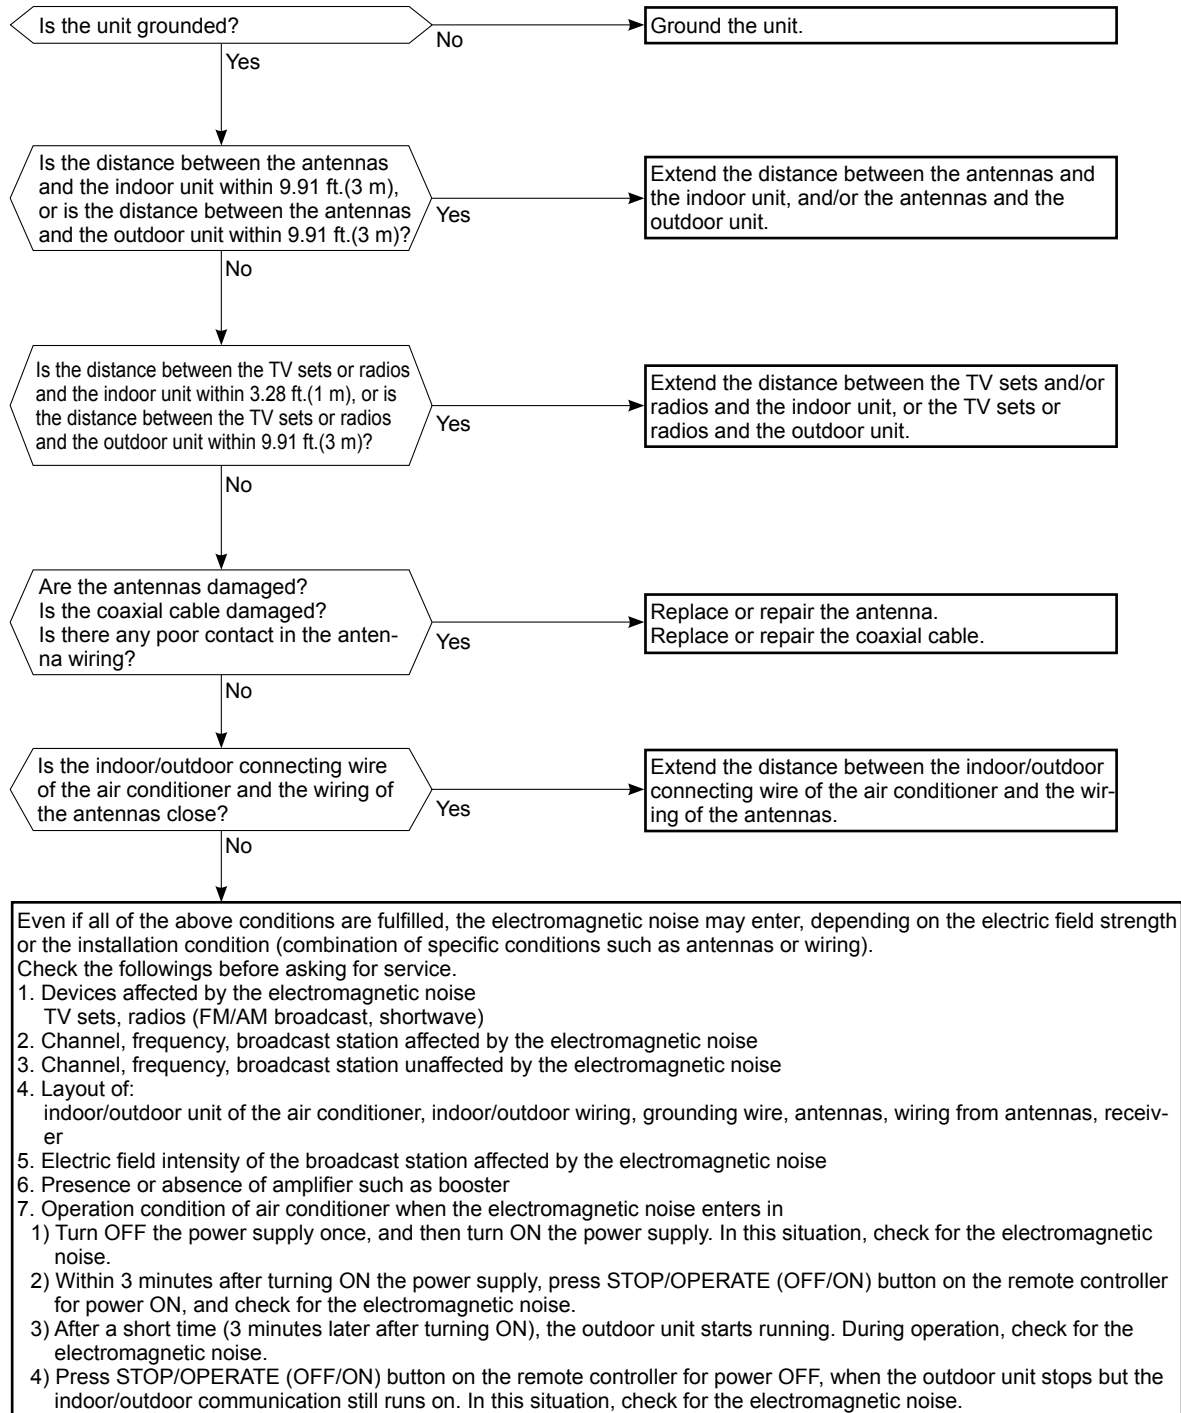 Is the unit grounded?
No
Ground the unit.
Yes
Is the distance between the antennas
and the indoor unit within 9.91 ft.(3 m),
or is the distance between the antennas
and the outdoor unit within 9.91 ft.(3 m)?
Yes
Extend the distance between the antennas and
the indoor unit, and/or the antennas and the
outdoor unit.
No
Is the distance between the TV sets or radios
and the indoor unit within 3.28 ft.(1 m), or is
the distance between the TV sets or radios
and the outdoor unit within 9.91 ft.(3 m)?
Yes
Extend the distance between the TV sets and/or
radios and the indoor unit, or the TV sets or
radios and the outdoor unit.
No
Are the antennas damaged?
Is the coaxial cable damaged?
Is there any poor contact in the anten-
na wiring?
Yes
Replace or repair the antenna.
Replace or repair the coaxial cable.
No
Is the indoor/outdoor connecting wire
of the air conditioner and the wiring of
the antennas close?
Yes
Extend the distance between the indoor/outdoor
connecting wire of the air conditioner and the wir-
ing of the antennas.
No
Even if all of the above conditions are fulfilled, the electromagnetic noise may enter, depending on the electric field strength
or the installation condition (combination of specific conditions such as antennas or wiring).
Check the followings before asking for service.
1. Devices affected by the electromagnetic noise
TV sets, radios (FM/AM broadcast, shortwave)
2. Channel, frequency, broadcast station affected by the electromagnetic noise
3. Channel, frequency, broadcast station unaffected by the electromagnetic noise
4. Layout of:
indoor/outdoor unit of the air conditioner, indoor/outdoor wiring, grounding wire, antennas, wiring from antennas, receiv-
er
5. Electric field intensity of the broadcast station affected by the electromagnetic noise
6. Presence or absence of amplifier such as booster
7. Operation condition of air conditioner when the electromagnetic noise enters in
1) Turn OFF the power supply once, and then turn ON the power supply. In this situation, check for the electromagnetic
noise.
2) Within 3 minutes after turning ON the power supply, press STOP/OPERATE (OFF/ON) button on the remote controller
for power ON, and check for the electromagnetic noise.
3) After a short time (3 minutes later after turning ON), the outdoor unit starts running. During operation, check for the
electromagnetic noise.
4) Press STOP/OPERATE (OFF/ON) button on the remote controller for power OFF, when the outdoor unit stops but the
indoor/outdoor communication still runs on. In this situation, check for the electromagnetic noise.